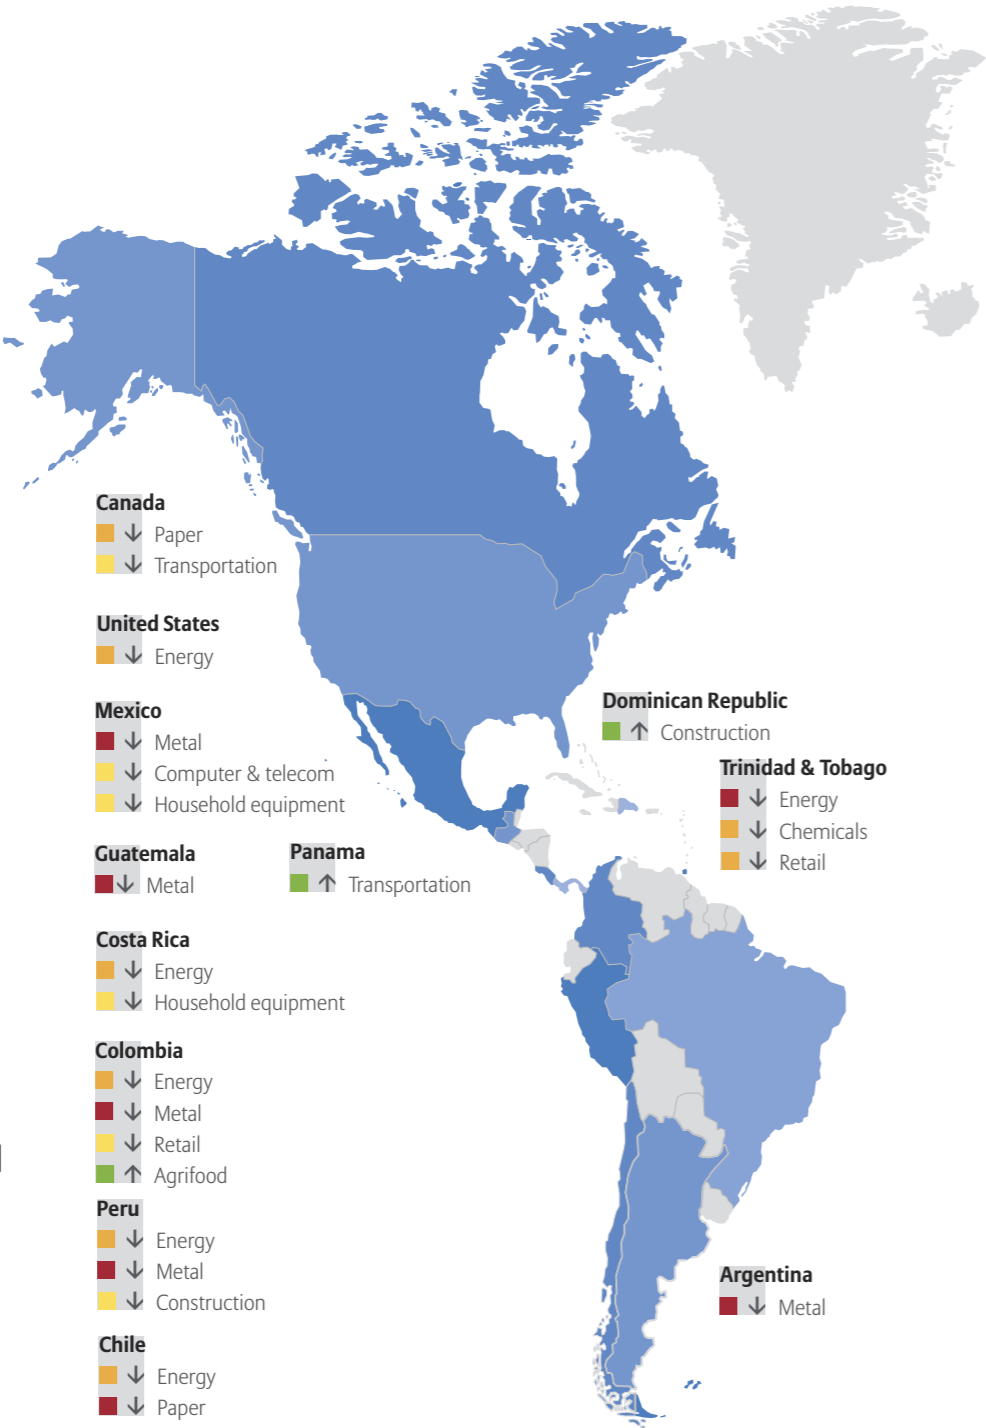 Canada
Paper
Transportation
United States
Energy
Mexico
Metal
Computer & telecom
Household equipment
Dominican Republic
Construction
Trinidad & Tobago
Energy
Chemicals
Retail
Guatemala
Metal
Panama
Transportation
Costa Rica
Energy
Household equipment
Colombia
Energy
Metal
Retail
Agrifood
Peru
Energy
Metal
Construction
Argentina
Metal
Chile
Energy
Paper